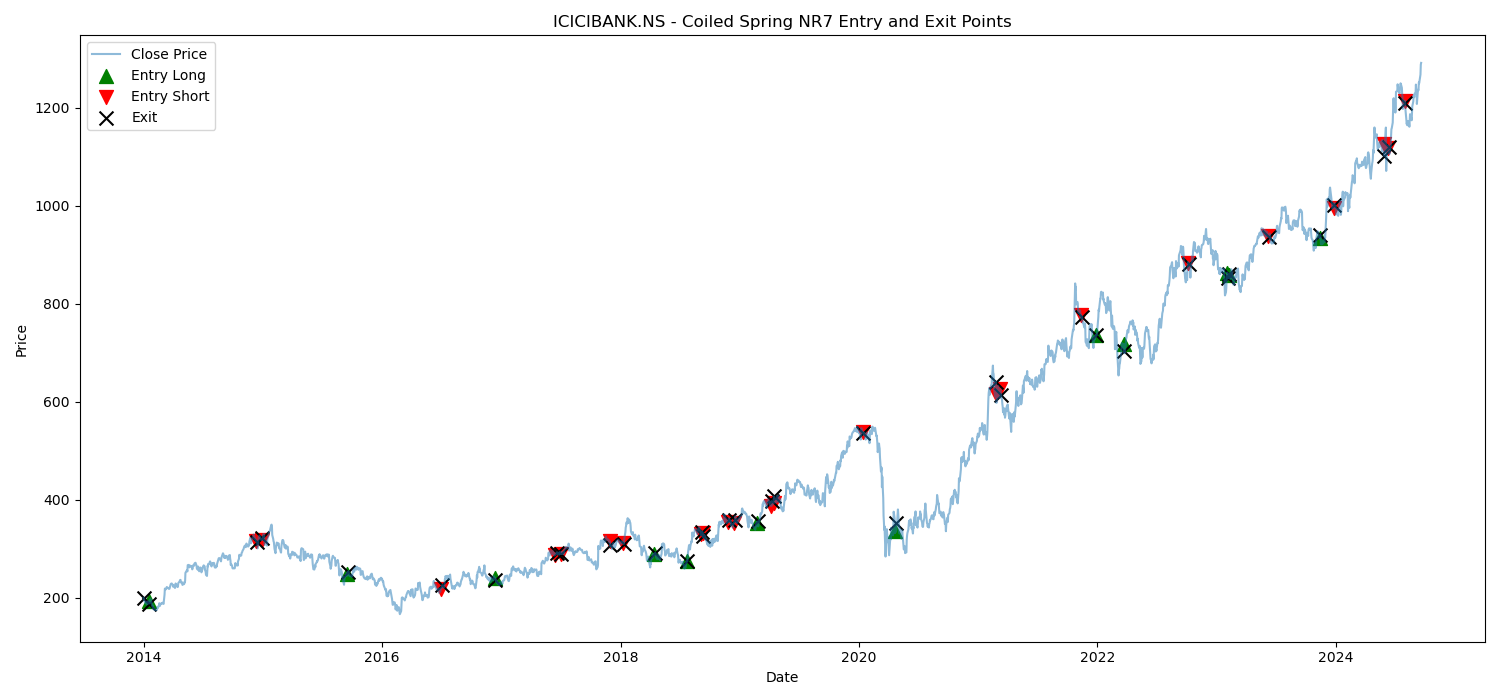 ICICIBANK.NS - Coiled Spring NR7 Entry and Exit Points
Close Price
Entry Long
Entry Short
Exit
Price
1200
1000
800
600
400
200
2014
2016
2018
2020
2022
2024
Date